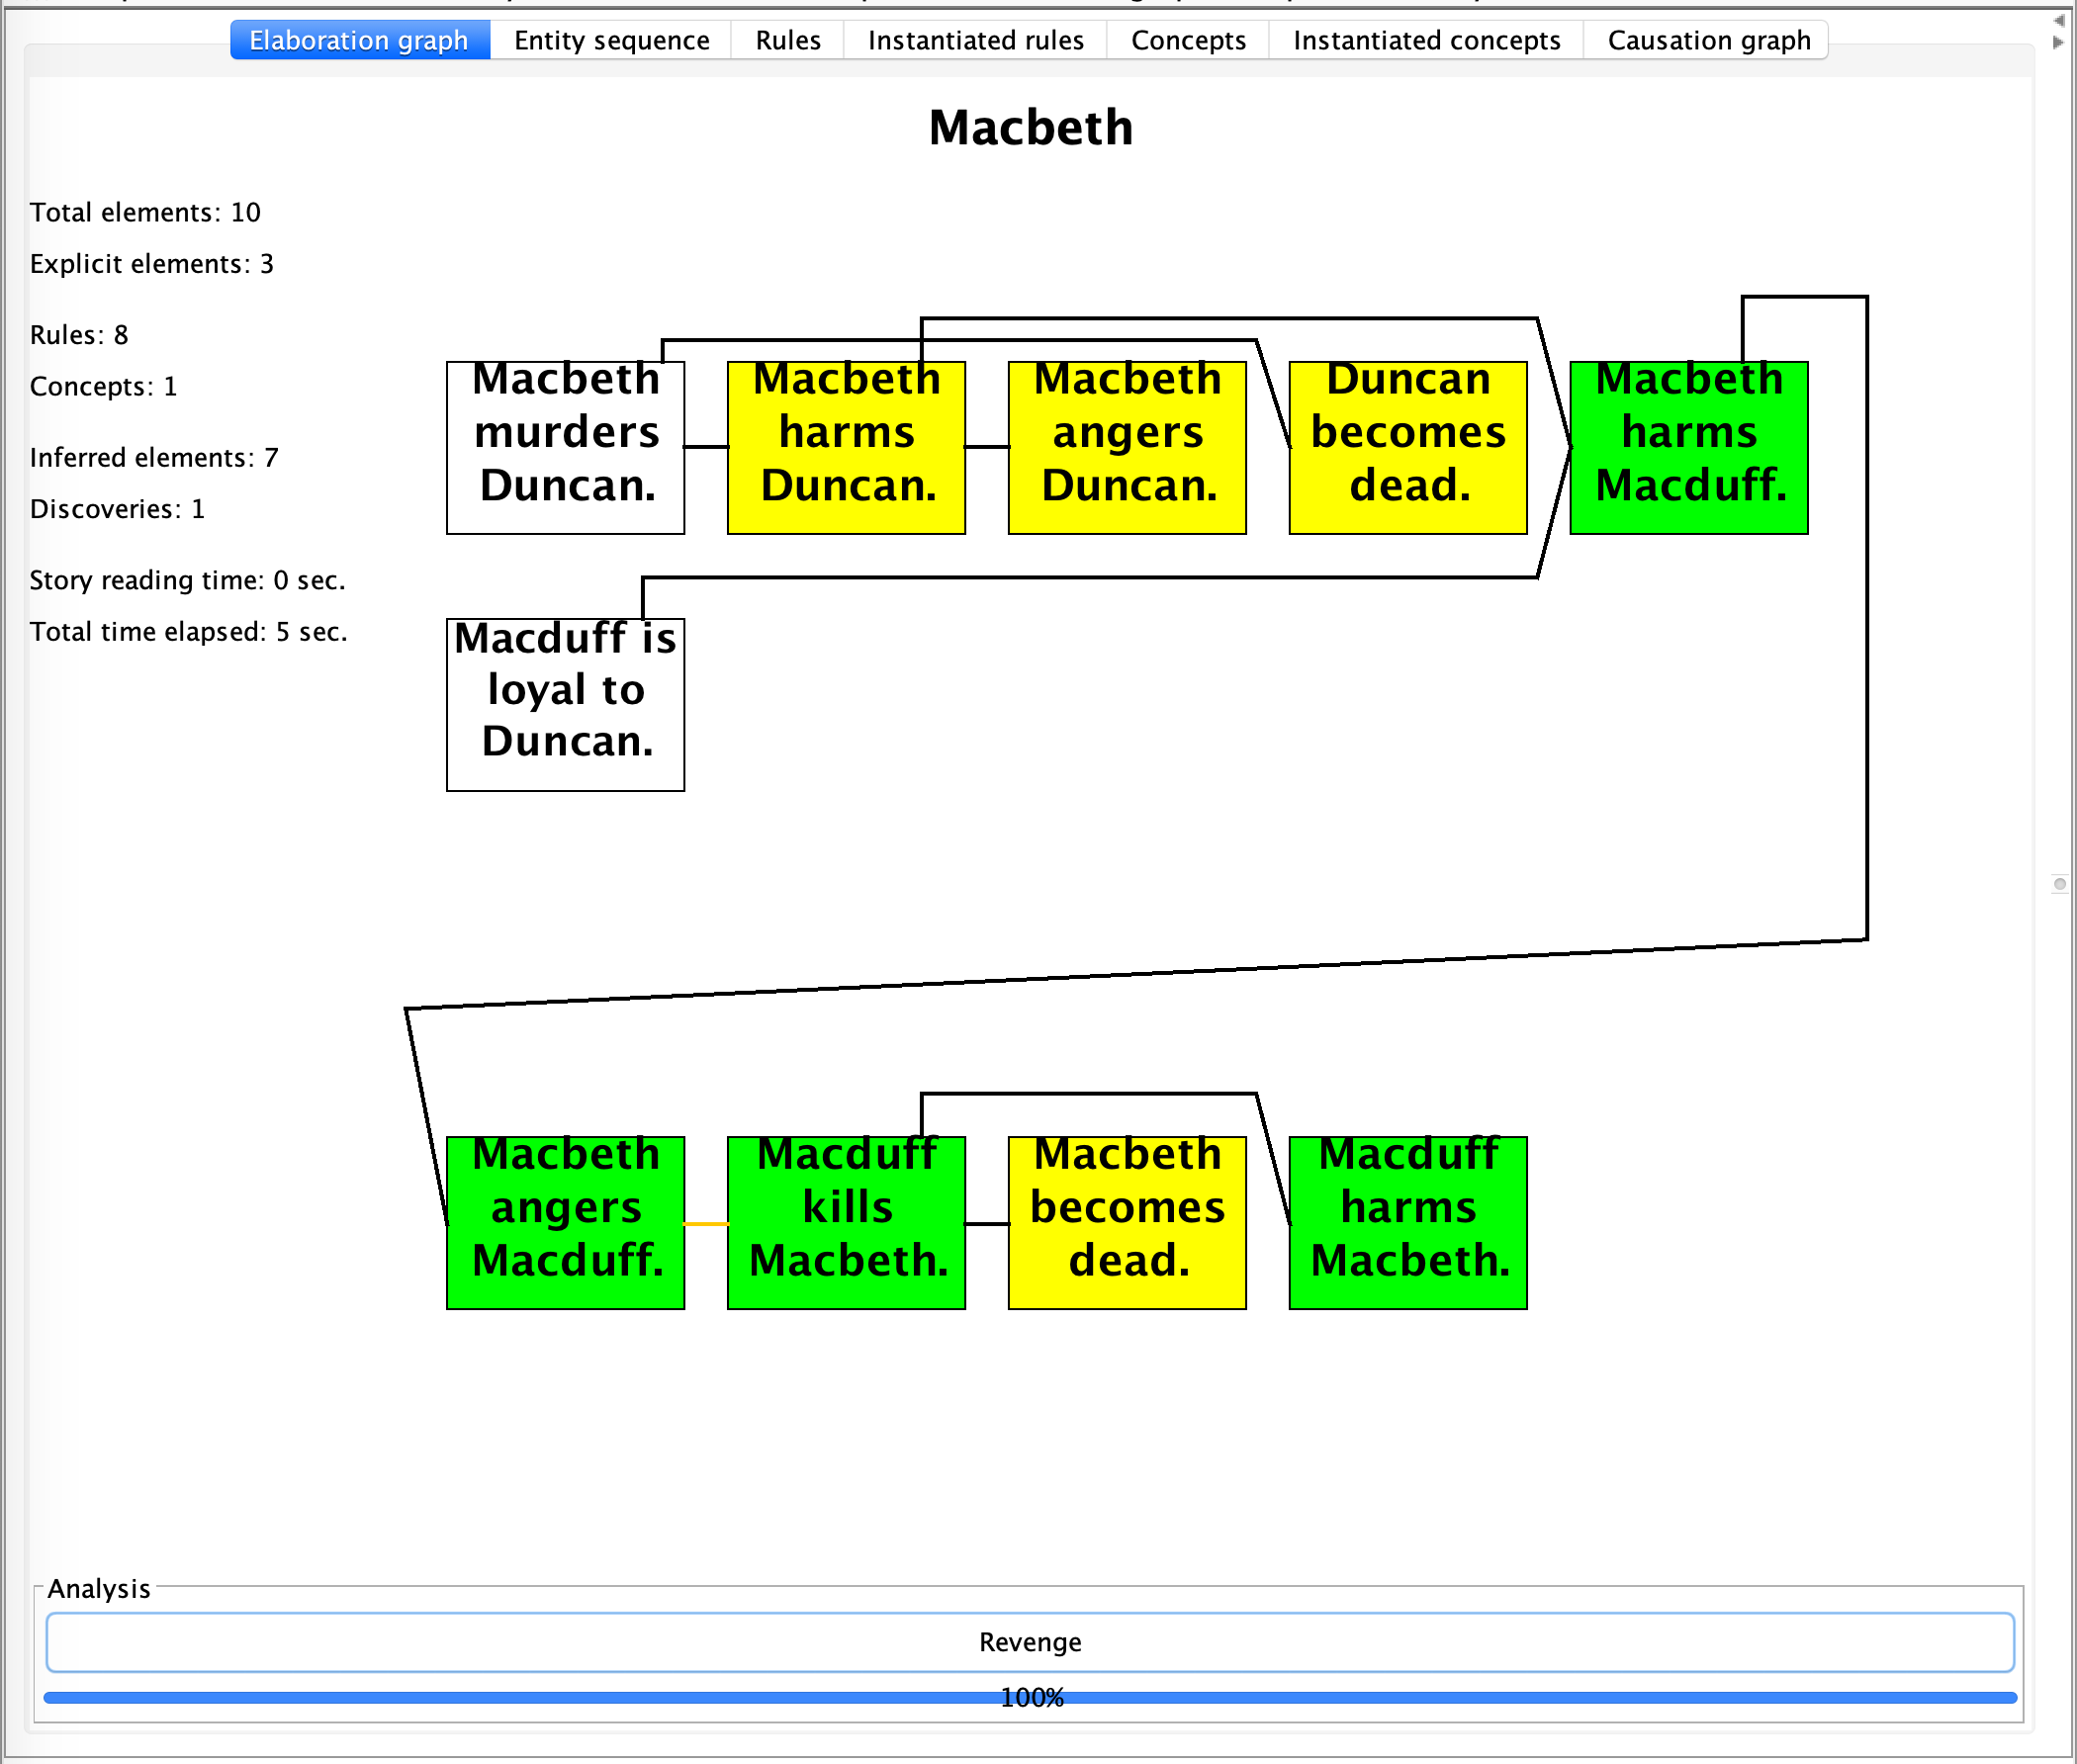 Elaboration graph
Entity sequence
Rules
Instantiated rules
Concepts
Instantiated concepts
Causation graph
Macbeth
Total elements: 10
Explicit elements: 3
Rules: 8
Concepts: 1
Inferred elements: 7
Discoveries: 1
Story reading time: 0 sec.
Total time elapsed: 5 sec.
Macbeth
murders
Duncan.
Macbeth
harms
Duncan.
Macbeth
angers
Duncan.
Duncan
becomes
dead.
Macbeth
harms
Macduff.
Macduff is
loyal to
Duncan.
Macbeth
angers
Macduff.
Macduff
kills
Macbeth.
Macbeth
becomes
dead.
Macduff
harms
Macbeth.
Analysis
Revenge
100%